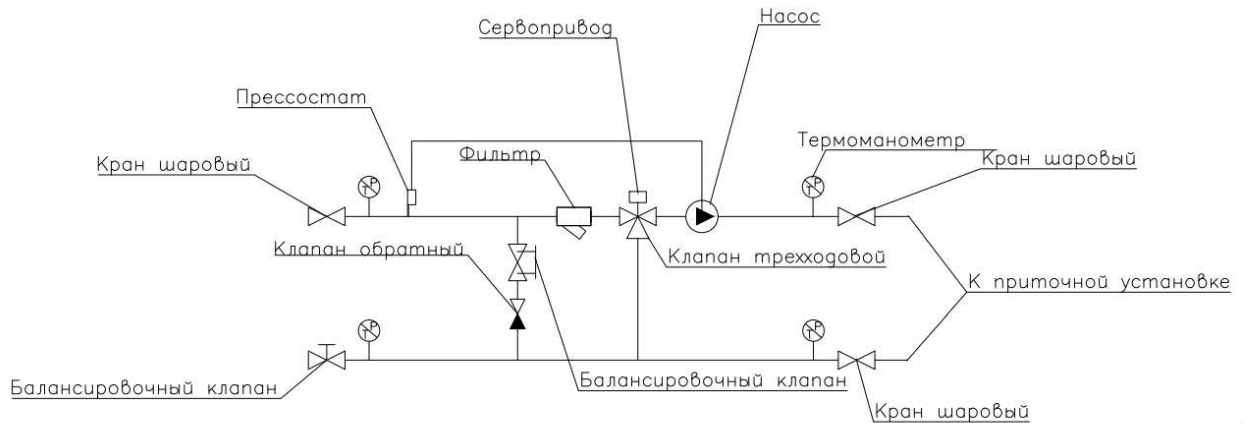 Насос
Сервопривод
Прессостат
Термоманометр
Фильтр
Кран шаровый
Кран шаровый
Клапан обратный
Клапан трехходовой
К приточной установке
Балансировочный клапан
Балансировочный клапан
Кран шаровый